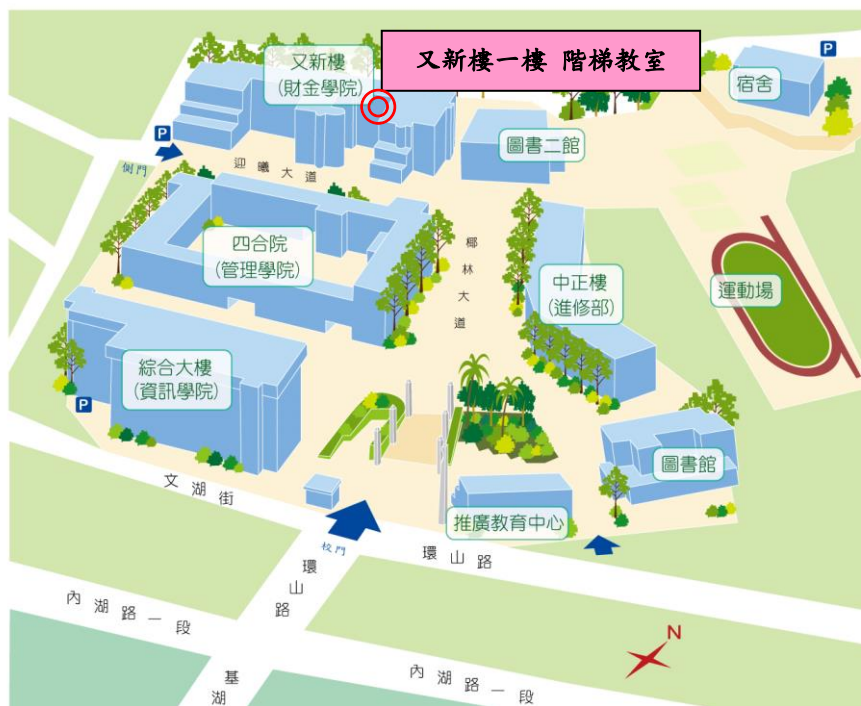 又新樓
(財金學院)
又新樓一樓 階梯教室
P
宿舍
P
側門
迎曦大道
圖書二館
四合院
(管理學院)
椰林大道
中正樓
(進修部)
運動場
綜合大樓
(資訊學院)
P
圖書館
文湖街
推廣教育中心
校門
環山路
環山路
內湖路一段
N
內湖路一段
基湖